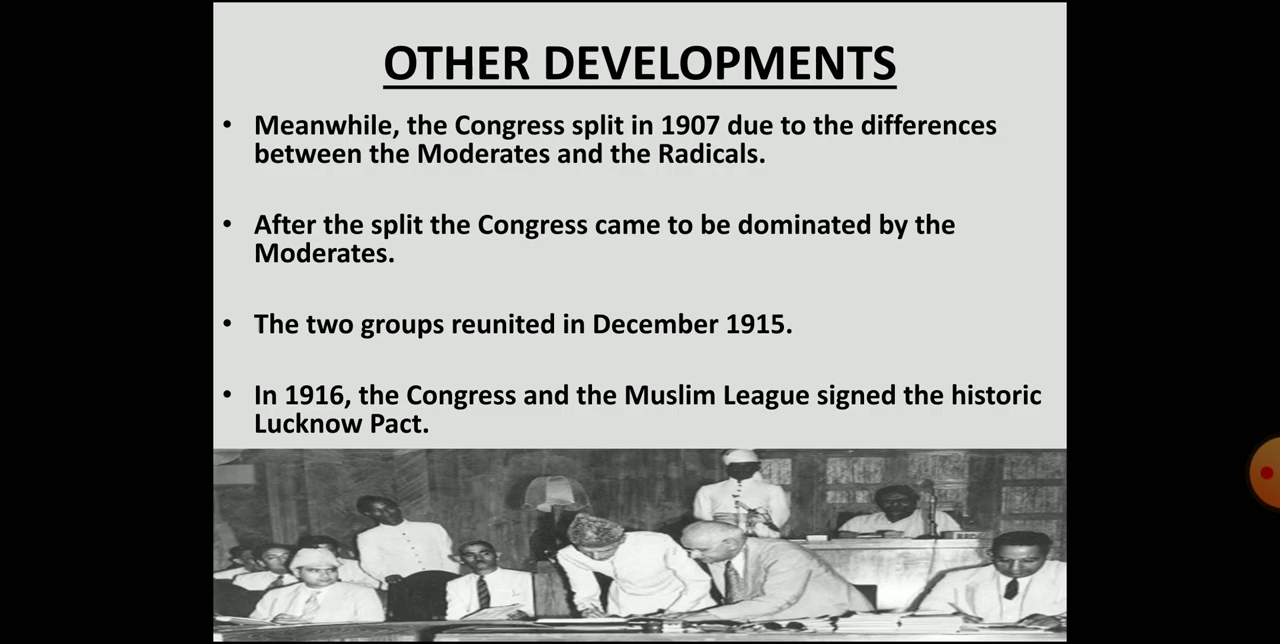 OTHER DEVELOPMENTS
• Meanwhile, the Congress split in 1907 due to the differences
between the Moderates and the Radicals.
• After the split the Congress came to be dominated by the
Moderates.
• The two groups reunited in December 1915.
• In 1916, the Congress and the Muslim League signed the historic
Lucknow Pact.